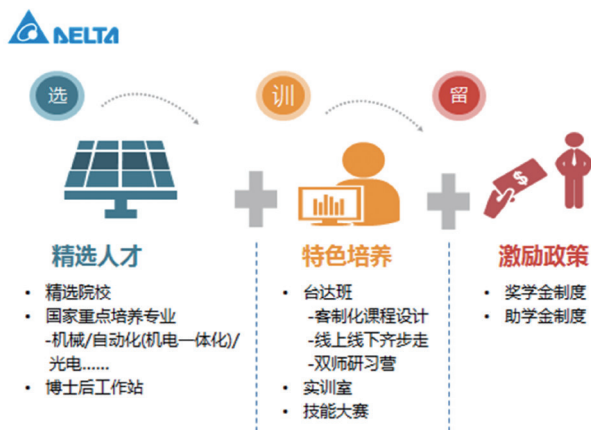 DELTA
选
训
留
$
精选人才
特色培养
激励政策
• 精选院校
• 国家重点培养专业
-机械/自动化(机电一体化)/
光电......
• 博士后工作站
• 台达班
-客制化课程设计
-线上线下齐步走
-双师研习营
• 实训室
• 技能大赛
• 奖学金制度
• 助学金制度